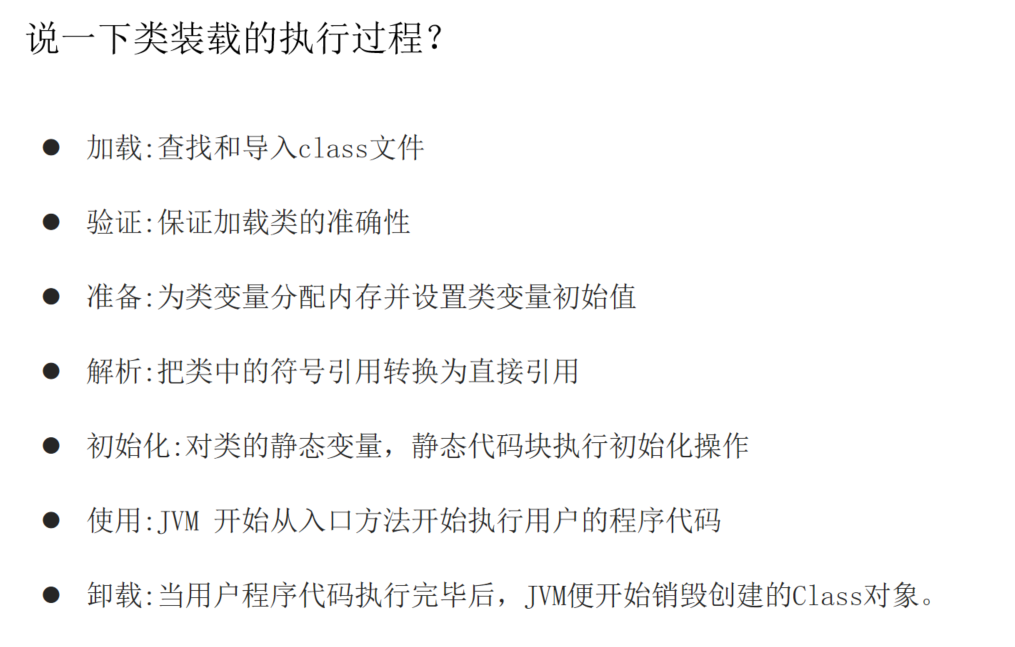 说一下类装载的执行过程？
● 加载:查找和导入class文件
● 验证:保证加载类的准确性
● 准备:为类变量分配内存并设置类变量初始值
● 解析:把类中的符号引用转换为直接引用
● 初始化:对类的静态变量，静态代码块执行初始化操作
● 使用:JVM 开始从入口方法开始执行用户的程序代码
● 卸载:当用户程序代码执行完毕后，JVM便开始销毁创建的Class对象。